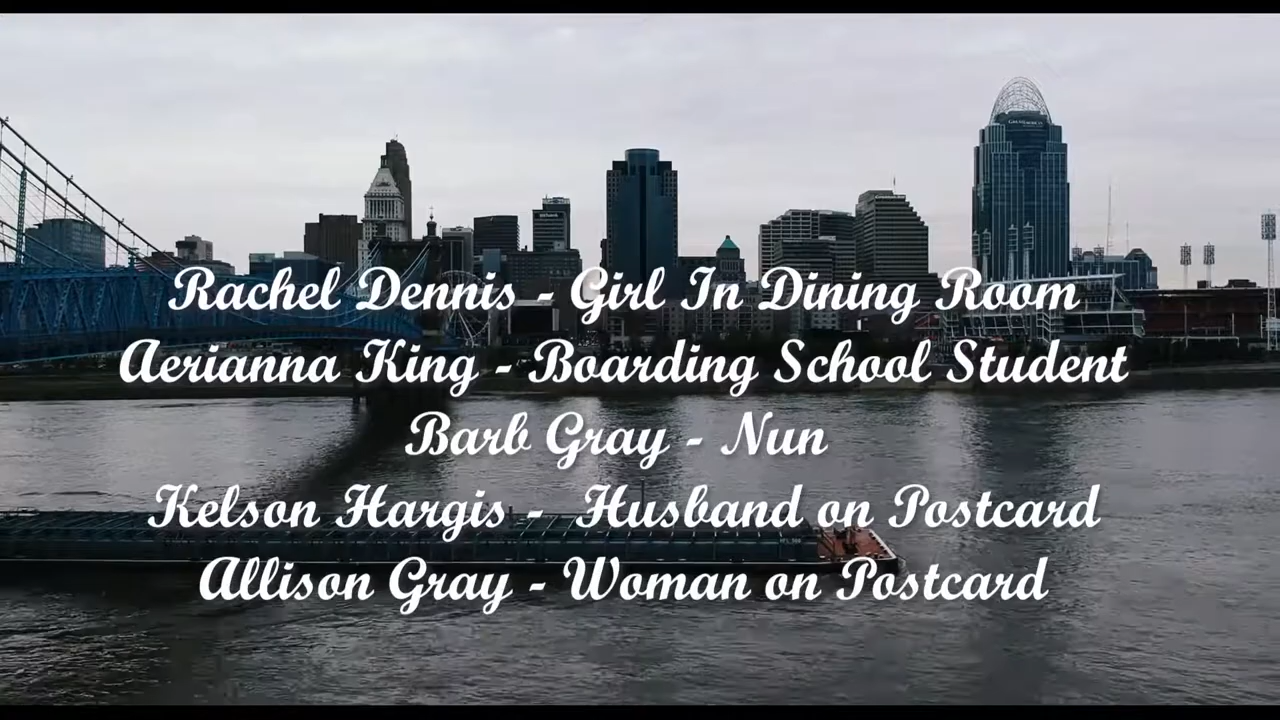 Rachel Dennis - Girl In Dining Room
Aerianna King - Boarding School Student
Barb Gray - Nun
Kelson Hargis - Husband on Postcard
Allison Gray - Woman on Postcard